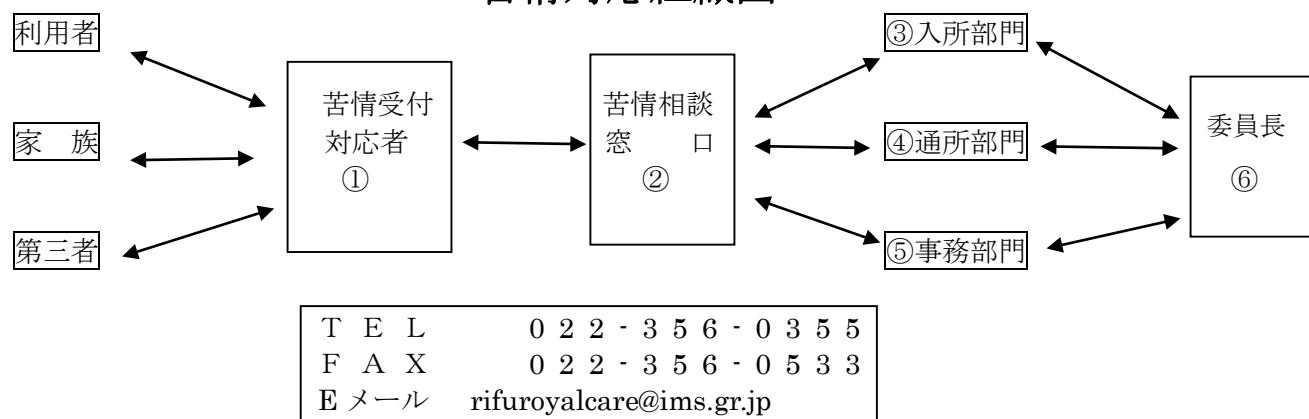 利用者
家　族
第三者
苦情受付
対応者
①
苦情相談
窓　　口
②
③入所部門
④通所部門
⑤事務部門
委員長
⑥
ＴＥＬ　　　０２２-３５６-０３５５
ＦＡＸ　　　０２２-３５６-０５３３
Eメール　rifuroyalcare@ims.gr.jp